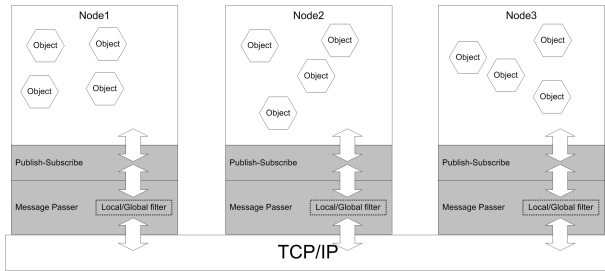 Node1
Object
Object
Object
Object
Publish-Subscribe
Message Passer
Local/Global filter
Node2
Object
Object
Object
Object
Publish-Subscribe
Message Passer
Local/Global filter
Node3
Object
Object
Object
Object
Publish-Subscribe
Message Passer
Local/Global filter
TCP/IP